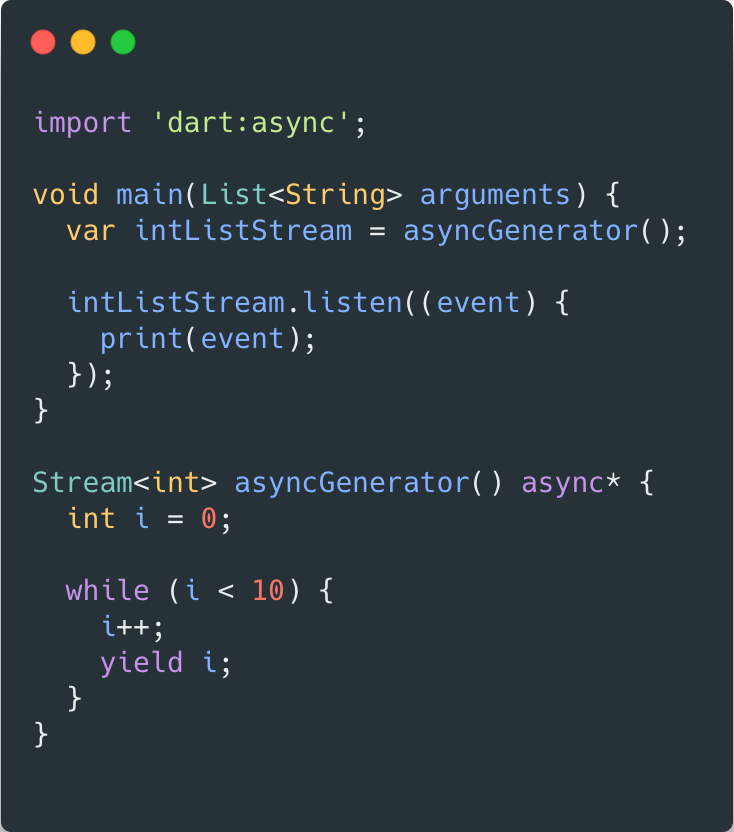 import 'dart:async';

void main(List<String> arguments) {
  var intListStream = asyncGenerator();

  intListStream.listen((event) {
    print(event);
  });
}

Stream<int> asyncGenerator() async* {
  int i = 0;

  while (i < 10) {
    i++;
    yield i;
  }
}